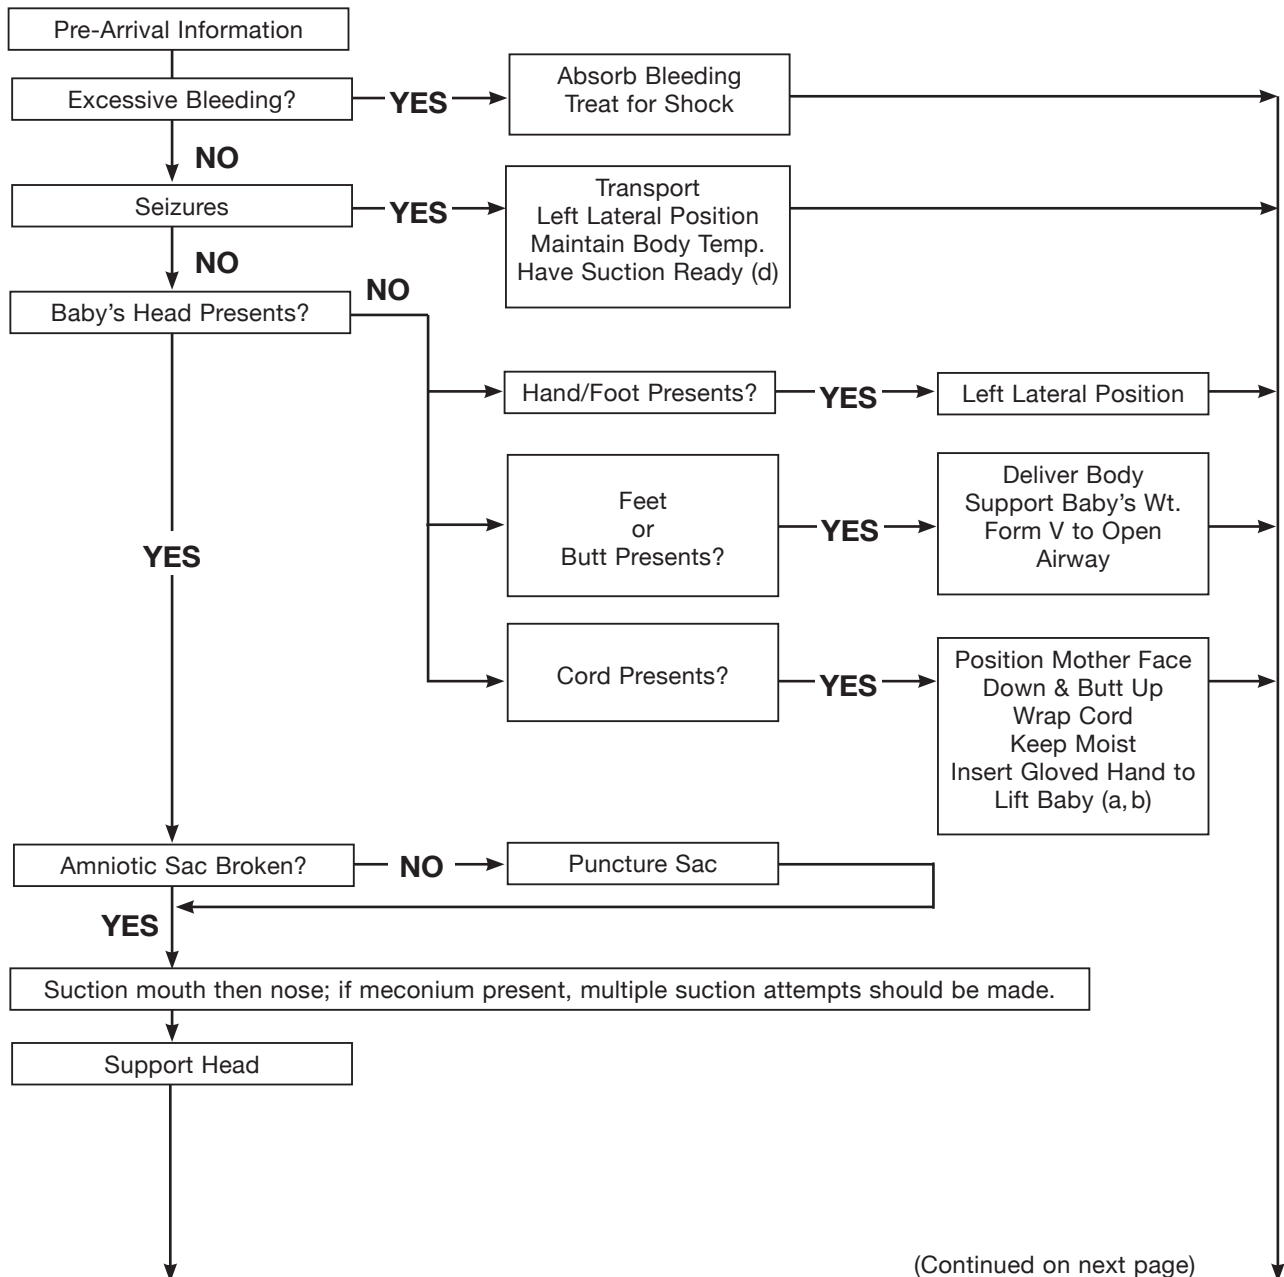 Pre-Arrival Information
Excessive Bleeding?
YES
Absorb Bleeding
Treat for Shock
NO
Seizures
YES
Transport
Left Lateral Position
Maintain Body Temp.
Have Suction Ready (d)
NO
Baby's Head Presents?
NO
Hand/Foot Presents?
YES
Left Lateral Position
Feet
or
Butt Presents?
YES
Deliver Body
Support Baby's Wt.
Form V to Open
Airway
YES
Cord Presents?
YES
Position Mother Face
Down & Butt Up
Wrap Cord
Keep Moist
Insert Gloved Hand to
Lift Baby (a, b)
Amniotic Sac Broken?
NO
Puncture Sac
YES
Suction mouth then nose; if meconium present, multiple suction attempts should be made.
Support Head
(Continued on next page)